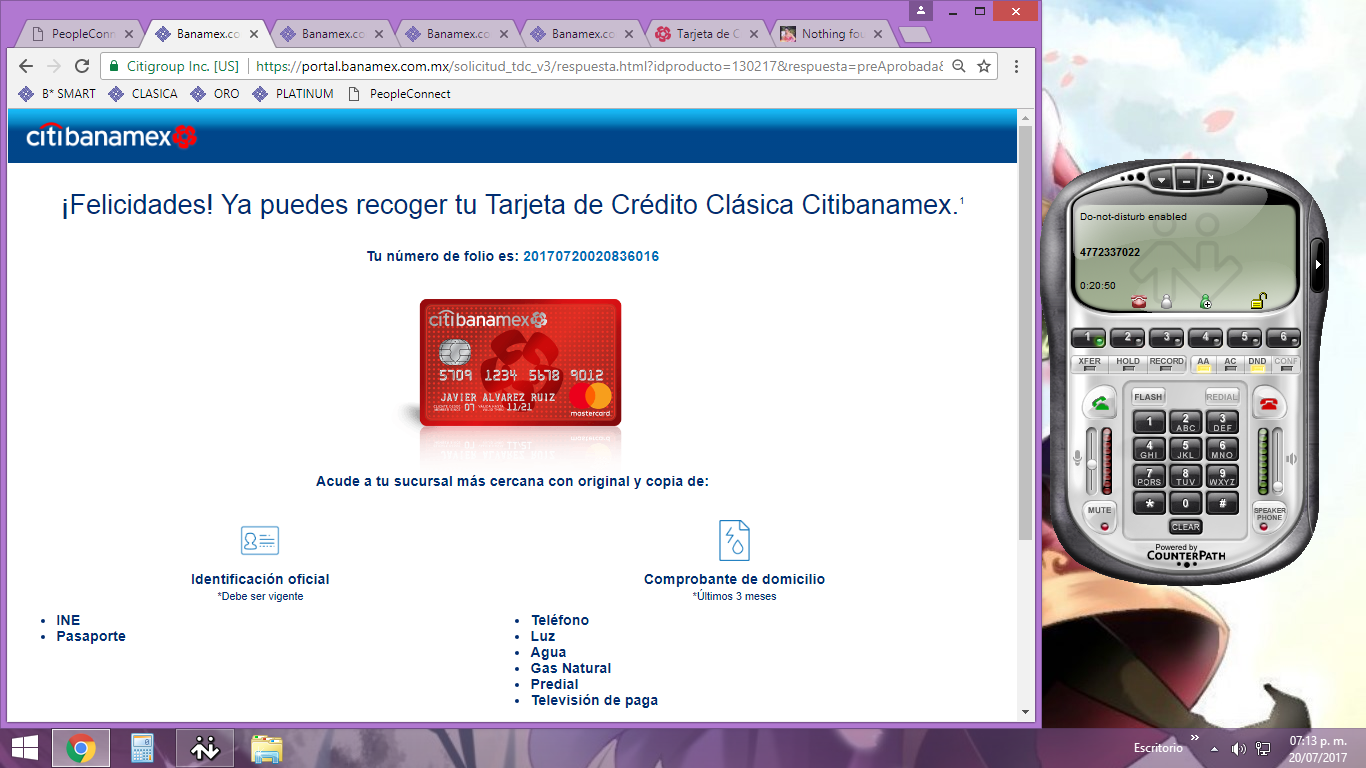 PeopleConn
Banamex.co
Banamex.co
Banamex.co
Banamex.co
Tarjeta de C
Nothing fou
Citigroup Inc. [US]
https://portal.banamex.com.mx/solicitud_tdc_v3/respuesta.html?idproducto=130217&respuesta=preAprobada&
B* SMART
CLASICA
ORO
PLATINUM
PeopleConnect
citibanamex
¡Felicidades! Ya puedes recoger tu Tarjeta de Crédito Clásica Citibanamex.1
Tu número de folio es: 20170720020836016
citibanamex
5709 1234 5678 9012
JAVIER ALVAREZ RUIZ
07 11/21
mastercard
Acude a tu sucursal más cercana con original y copia de:
Identificación oficial
*Debe ser vigente
• INE
• Pasaporte
Comprobante de domicilio
*Últimos 3 meses
• Teléfono
• Luz
• Agua
• Gas Natural
• Predial
• Televisión de paga
Do-not-disturb enabled
4772337022
0:20:50
1 2 3 4 5 6
XFER HOLD RECORD AA AC DND CONF
FLASH REDIAL
1 2 ABC 3 DEF
4 GHI 5 JKL 6 MNO
7 PQRS 8 TUV 9 WXYZ
* 0 #
CLEAR
MUTE
SPEAKER PHONE
Powered by
COUNTERPATH
Escritorio
07:13 p. m.
20/07/2017